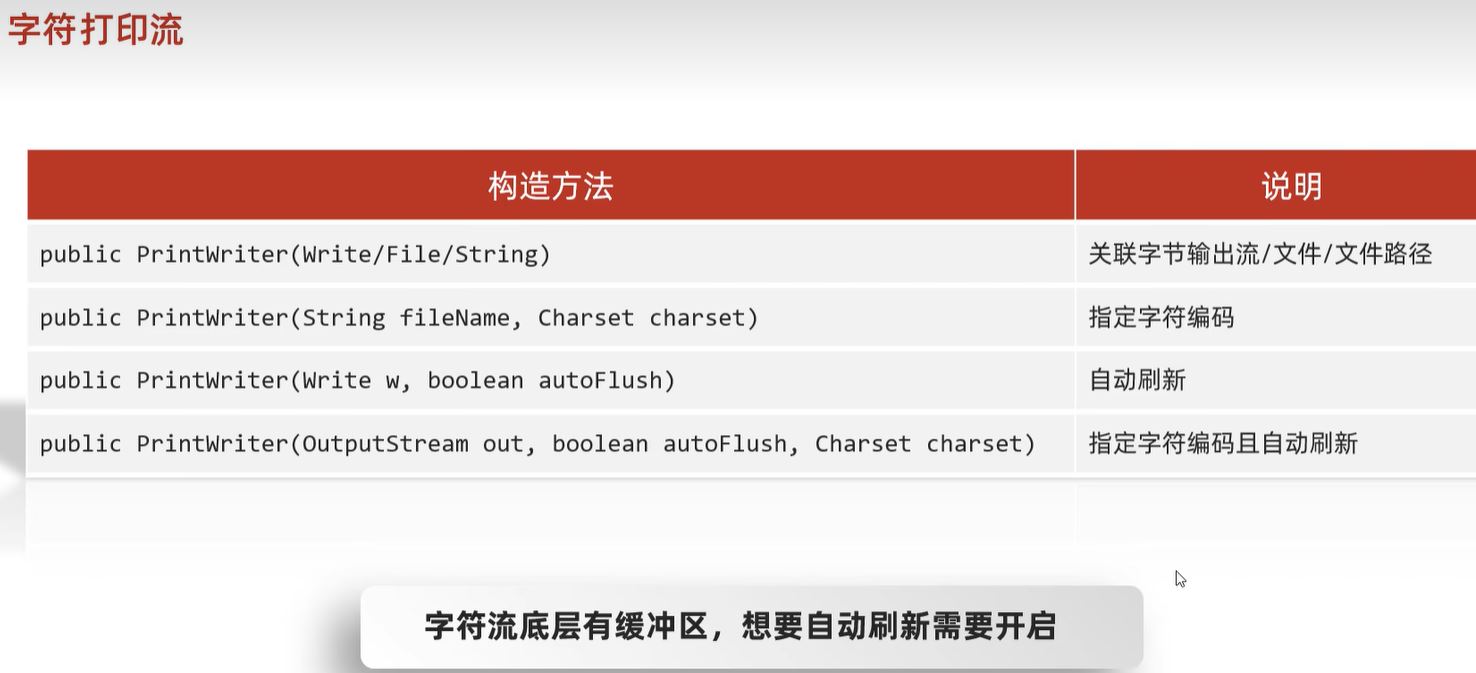 字符打印流
构造方法 说明
public PrintWriter(Write/File/String) 关联字节输出流/文件/文件路径
public PrintWriter(String fileName, Charset charset) 指定字符编码
public PrintWriter(Write w, boolean autoFlush) 自动刷新
public PrintWriter(OutputStream out, boolean autoFlush, Charset charset) 指定字符编码且自动刷新
字符流底层有缓冲区，想要自动刷新需要开启